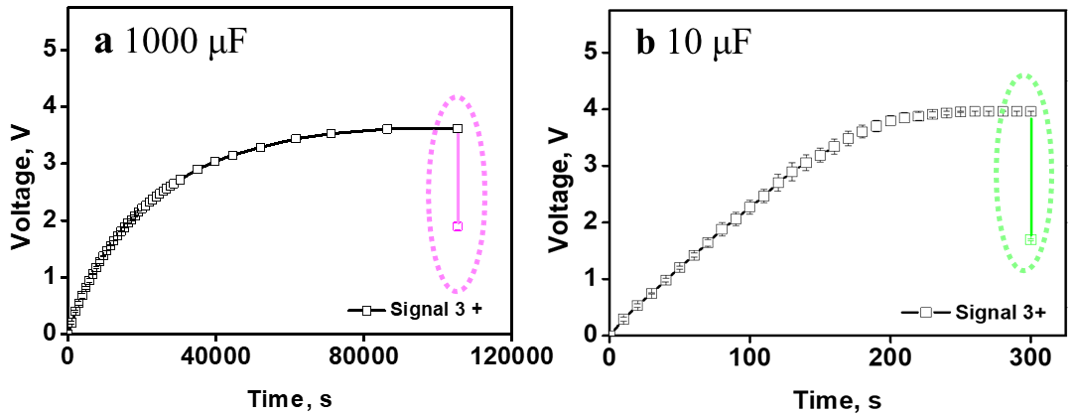 a 1000 μF
Voltage, V
5
4
3
2
1
0
Signal 3 +
0 40000 80000 120000
Time, s
b 10 μF
Voltage, V
5
4
3
2
1
0
Signal 3+
0 100 200 300
Time, s